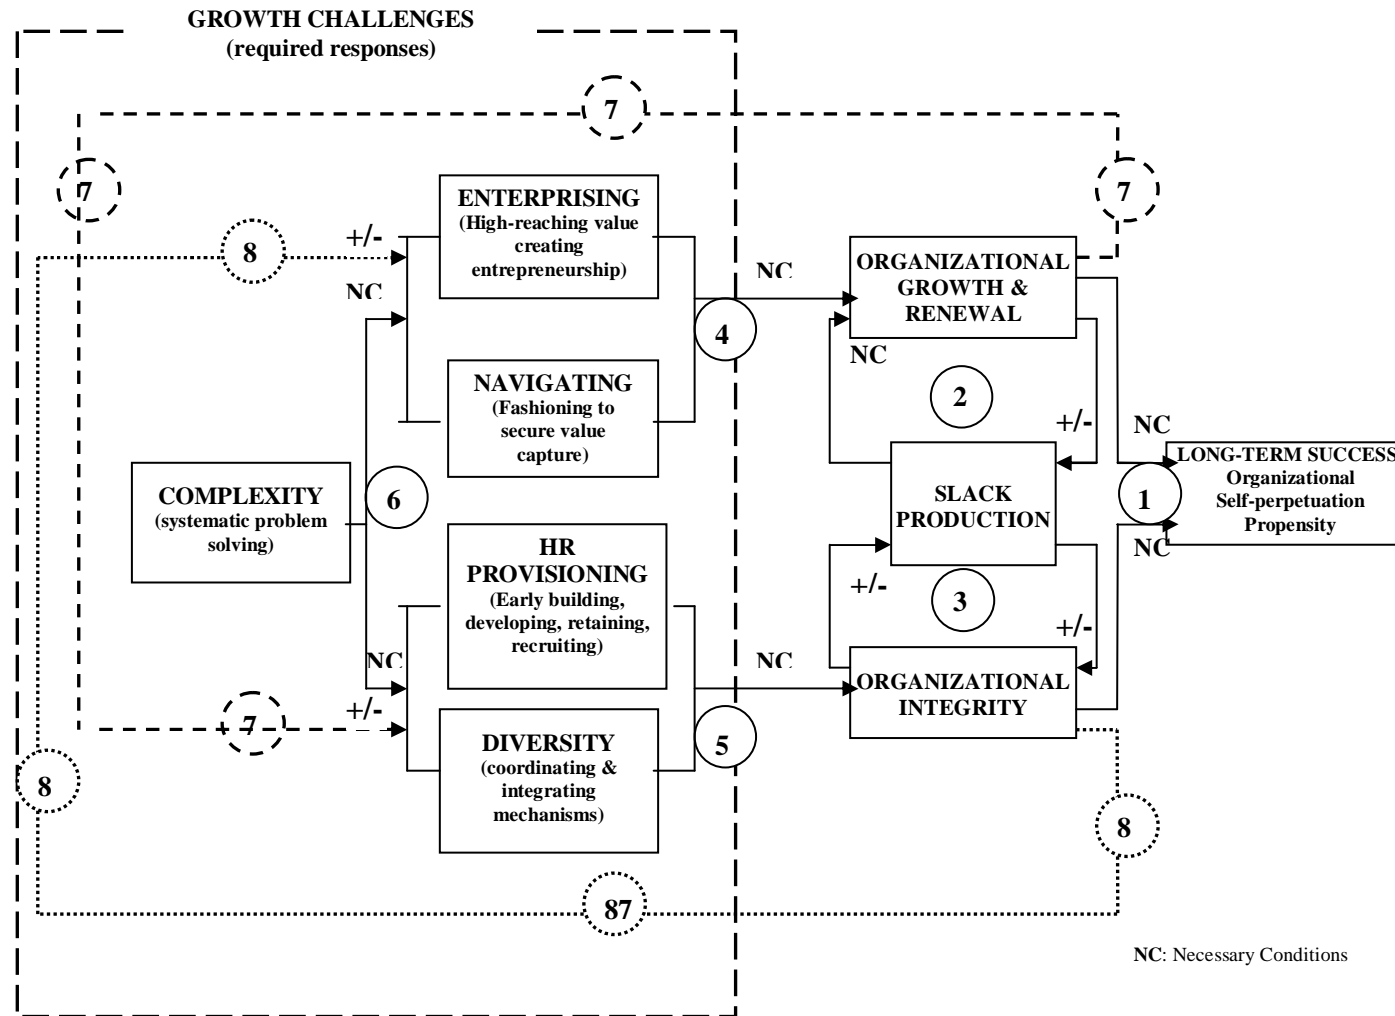 GROWTH CHALLENGES
(required responses)
7
7
7
ENTERPRISING
(High-reaching value
creating
entrepreneurship)
8
+/-
NC
NC
ORGANIZATIONAL
GROWTH &
RENEWAL
4
NC
NAVIGATING
(Fashioning to
secure value
capture)
2
+/-
NC
COMPLEXITY
(systematic problem
solving)
6
SLACK
PRODUCTION
1
LONG-TERM SUCCESS
Organizational
Self-perpetuation
Propensity
NC
HR
PROVISIONING
(Early building,
developing, retaining,
recruiting)
+/-
3
+/-
NC
NC
ORGANIZATIONAL
INTEGRITY
7
+/-
DIVERSITY
(coordinating &
integrating
mechanisms)
5
8
8
87
NC: Necessary Conditions